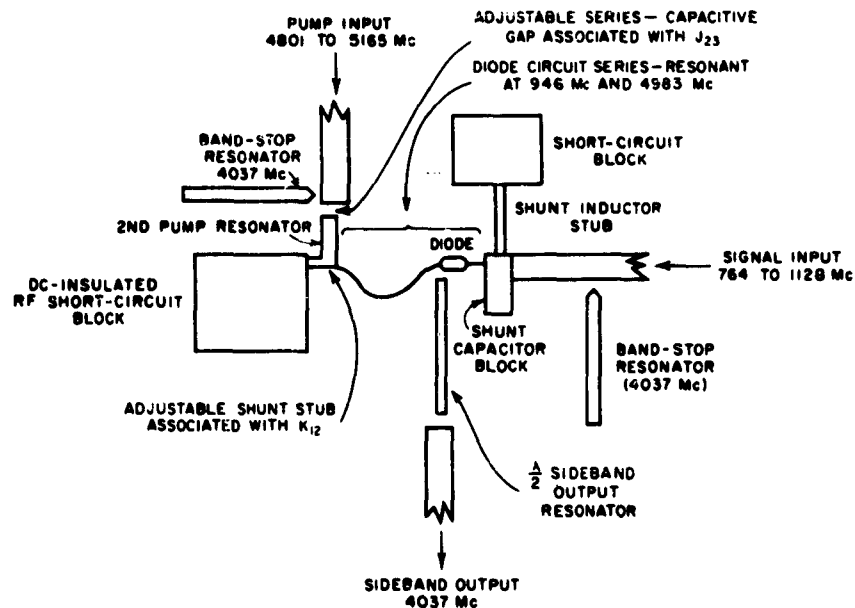 PUMP INPUT
4801 TO 5165 Mc
ADJUSTABLE SERIES-CAPACITIVE
GAP ASSOCIATED WITH J23
DIODE CIRCUIT SERIES-RESONANT
AT 946 Mc AND 4983 Mc
BAND-STOP
RESONATOR
4037 Mc
SHORT-CIRCUIT
BLOCK
2ND PUMP RESONATOR
DIODE
SHUNT INDUCTOR
STUB
SIGNAL INPUT
764 TO 1128 Mc
DC-INSULATED
RF SHORT-CIRCUIT
BLOCK
SHUNT
CAPACITOR
BLOCK
BAND-STOP
RESONATOR
(4037 Mc)
ADJUSTABLE SHUNT STUB
ASSOCIATED WITH K12
λ/2 SIDEBAND
OUTPUT
RESONATOR
SIDEBAND OUTPUT
4037 Mc